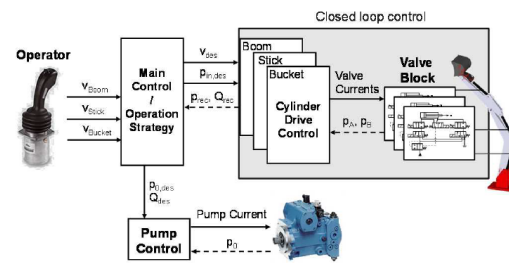 Closed loop control
Operator
Main
Control
/
Operation
Strategy
v_Boom
v_Stick
v_Bucket
v_des
p_in,des
p_rec, Q_rec
Boom
Stick
Bucket
Cylinder
Drive
Control
Valve
Currents
p_A, p_B
Valve
Block
p_0,des
Q_des
Pump
Control
Pump Current
p_0